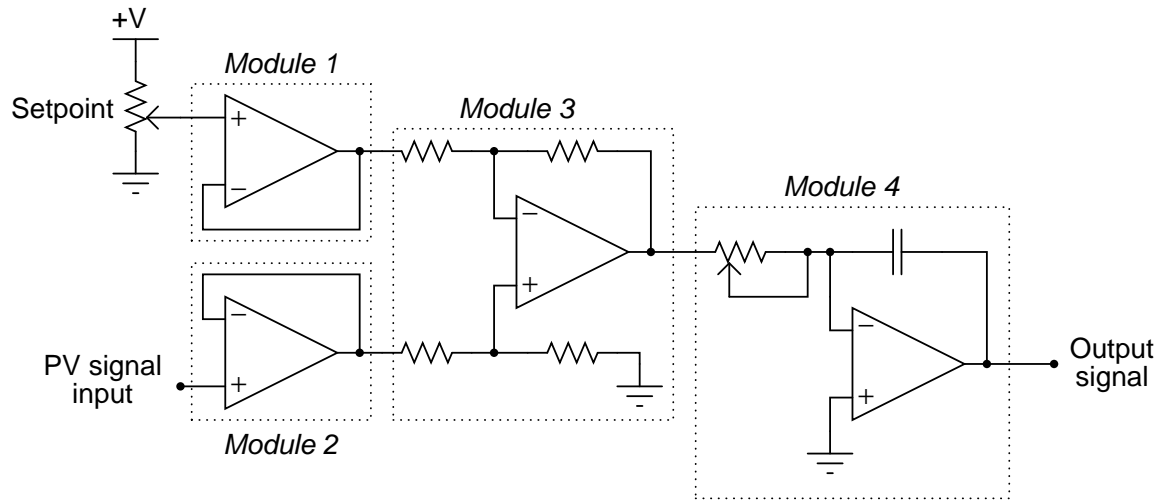 +V
Module 1
Setpoint
+
−
Module 3
−
+
Module 4
−
+
PV signal
input
−
+
Module 2
Output
signal